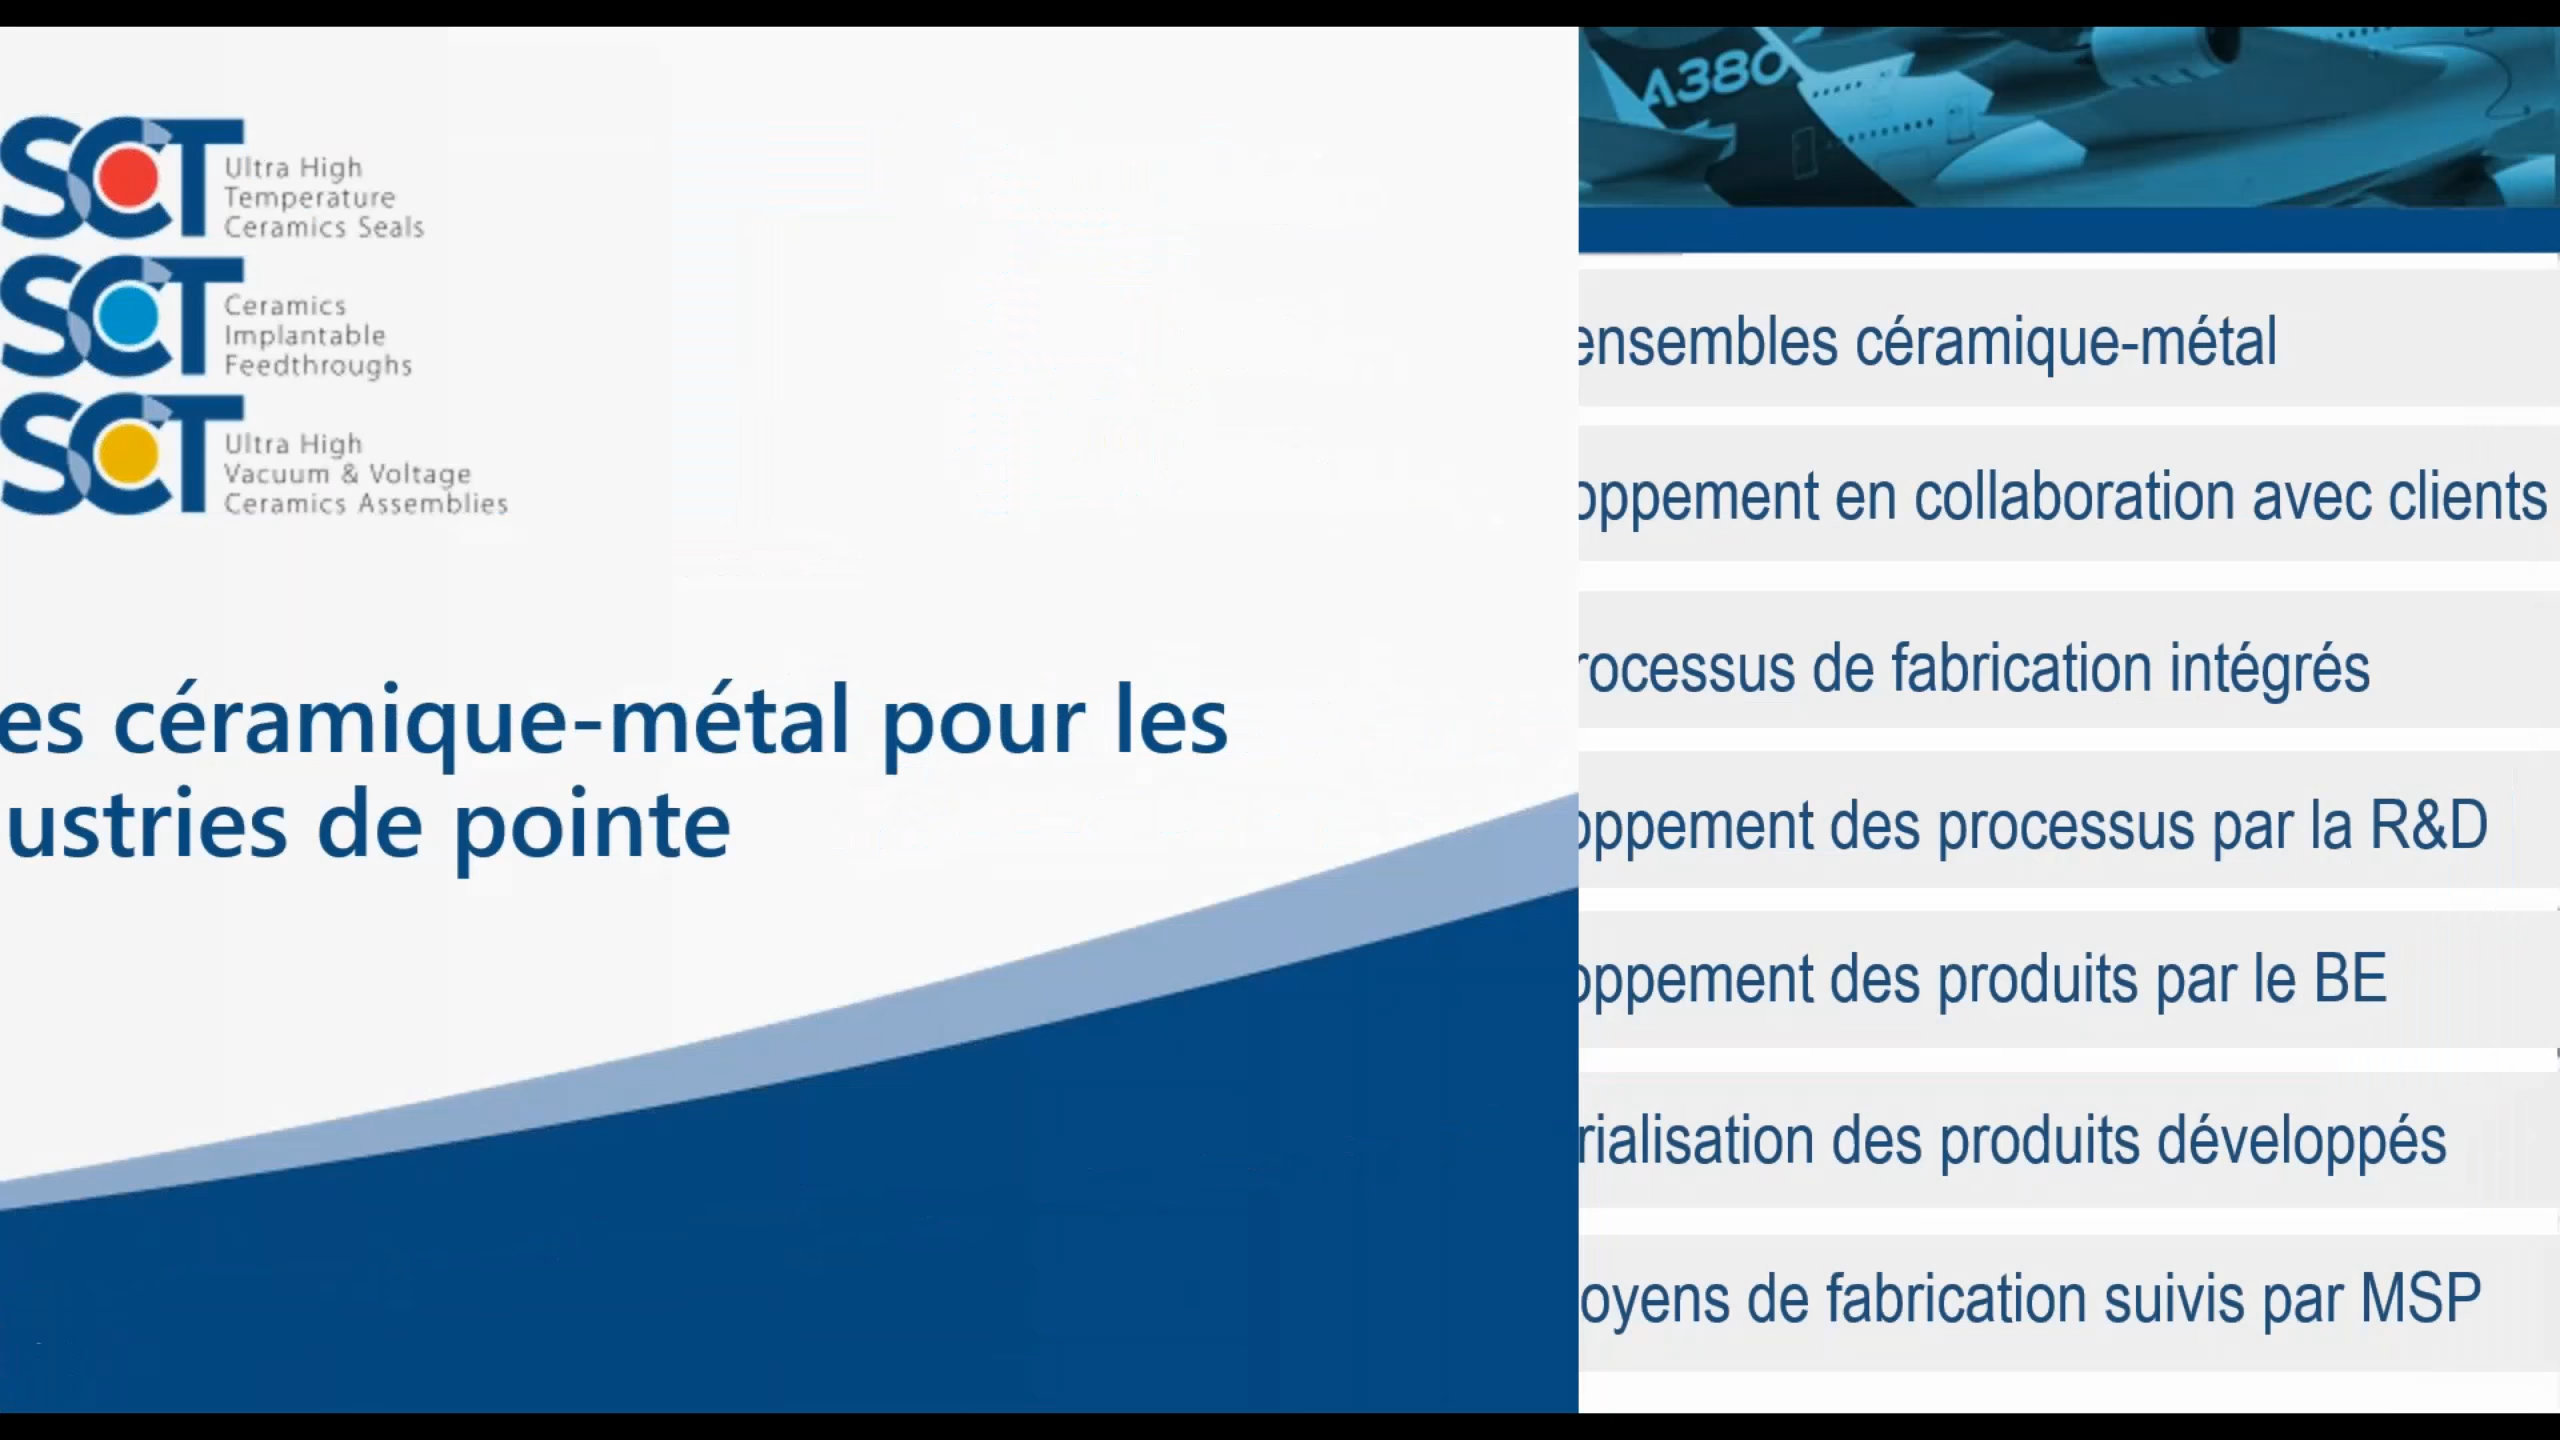 SCT
Ultra High
Temperature
Ceramics Seals
SCT
Ceramics
Implantable
Feedthroughs
SCT
Ultra High
Vacuum & Voltage
Ceramics Assemblies
es céramique-métal pour les
ustries de pointe
A380
ensembles céramique-métal
oppement en collaboration avec clients
rocessus de fabrication intégrés
oppement des processus par la R&D
oppement des produits par le BE
rialisation des produits développés
oyens de fabrication suivis par MSP